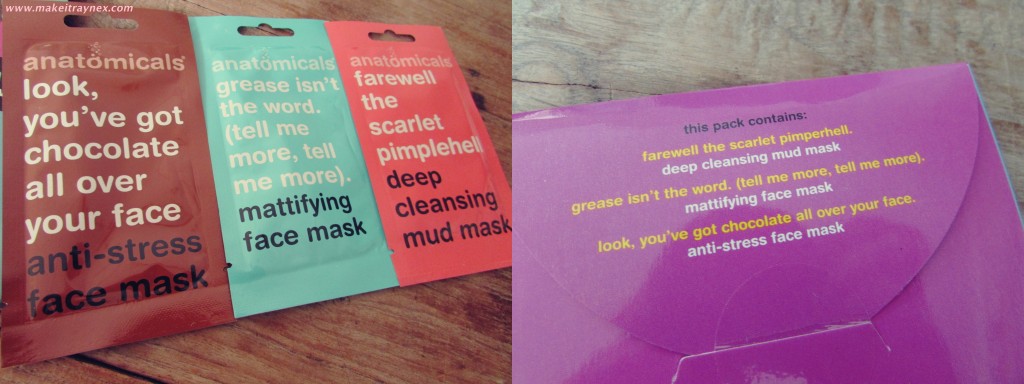 www.makeitraynex.com
anatömicals
look,
you've got
chocolate
all over
your face
anti-stress
face mask
anatömicals
grease isn't
the word.
(tell me
more, tell
me more).
mattifying
face mask
anatömicals
farewell
the
scarlet
pimplehell
deep
cleansing
mud mask
this pack contains:
farewell the scarlet pimperhell.
deep cleansing mud mask
grease isn't the word. (tell me more, tell me more).
mattifying face mask
look, you've got chocolate all over your face.
anti-stress face mask